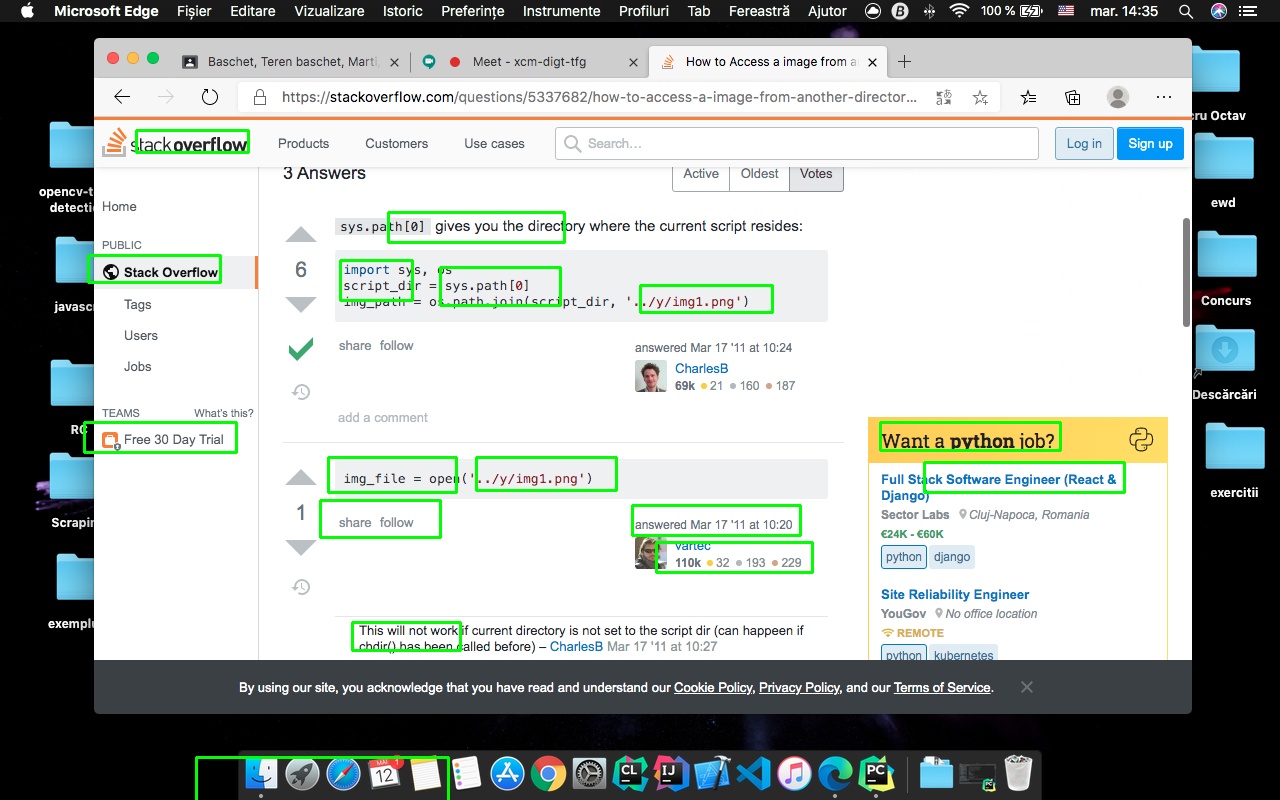 Microsoft Edge Fișier Editare Vizualizare Istoric Preferințe Instrumente Profiluri Tab Fereastră Ajutor 100 % mar. 14:35
Baschet, Teren baschet, Marti, Meet - xcm-digt-tfg How to Access a image from a
https://stackoverflow.com/questions/5337682/how-to-access-a-image-from-another-director...
cru Octav
stackoverflow Products Customers Use cases Search... Log in Sign up
3 Answers Active Oldest Votes
opencv-t
detectio
Home
ewd
sys.path[0] gives you the directory where the current script resides:
PUBLIC
6 import sys, os
Stack Overflow
script_dir = sys.path[0]
img_path = os.path.join(script_dir, '../y/img1.png')
javasc
Tags
Concurs
Users
share follow answered Mar 17 '11 at 10:24
Jobs
CharlesB
69k 21 160 187
Descărcări
TEAMS What's this?
add a comment
RC
Free 30 Day Trial
Want a python job?
img_file = open('../y/img1.png')
Full Stack Software Engineer (React &
Django)
exercitii
1
Sector Labs Cluj-Napoca, Romania
share follow answered Mar 17 '11 at 10:20
Scrapin
€24K - €60K
vartec
110k 32 193 229
python django
Site Reliability Engineer
YouGov No office location
exemplu
This will not work if current directory is not set to the script dir (can happeen if
REMOTE
chdir() has been called before) – CharlesB Mar 17 '11 at 10:27
python kubernetes
By using our site, you acknowledge that you have read and understand our Cookie Policy, Privacy Policy, and our Terms of Service.
12 CL IJ PC